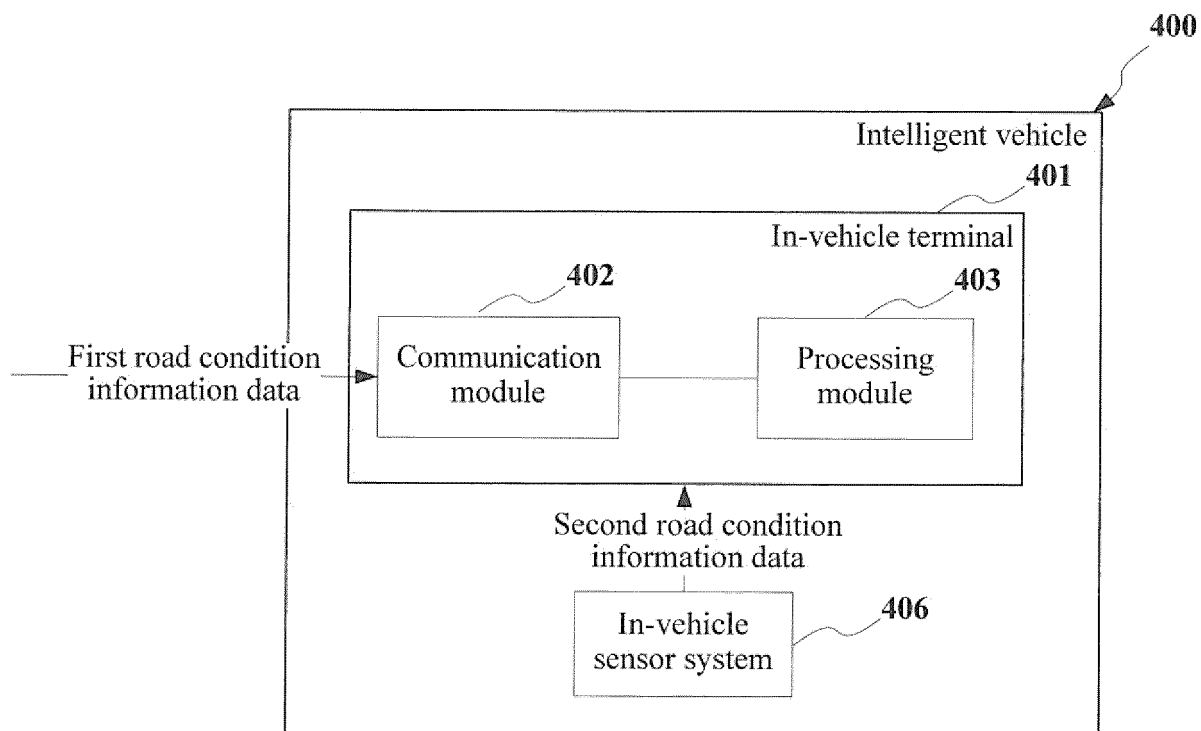 400
Intelligent vehicle
401
In-vehicle terminal
402
403
First road condition
information data
Communication
module
Processing
module
Second road condition
information data
406
In-vehicle
sensor system